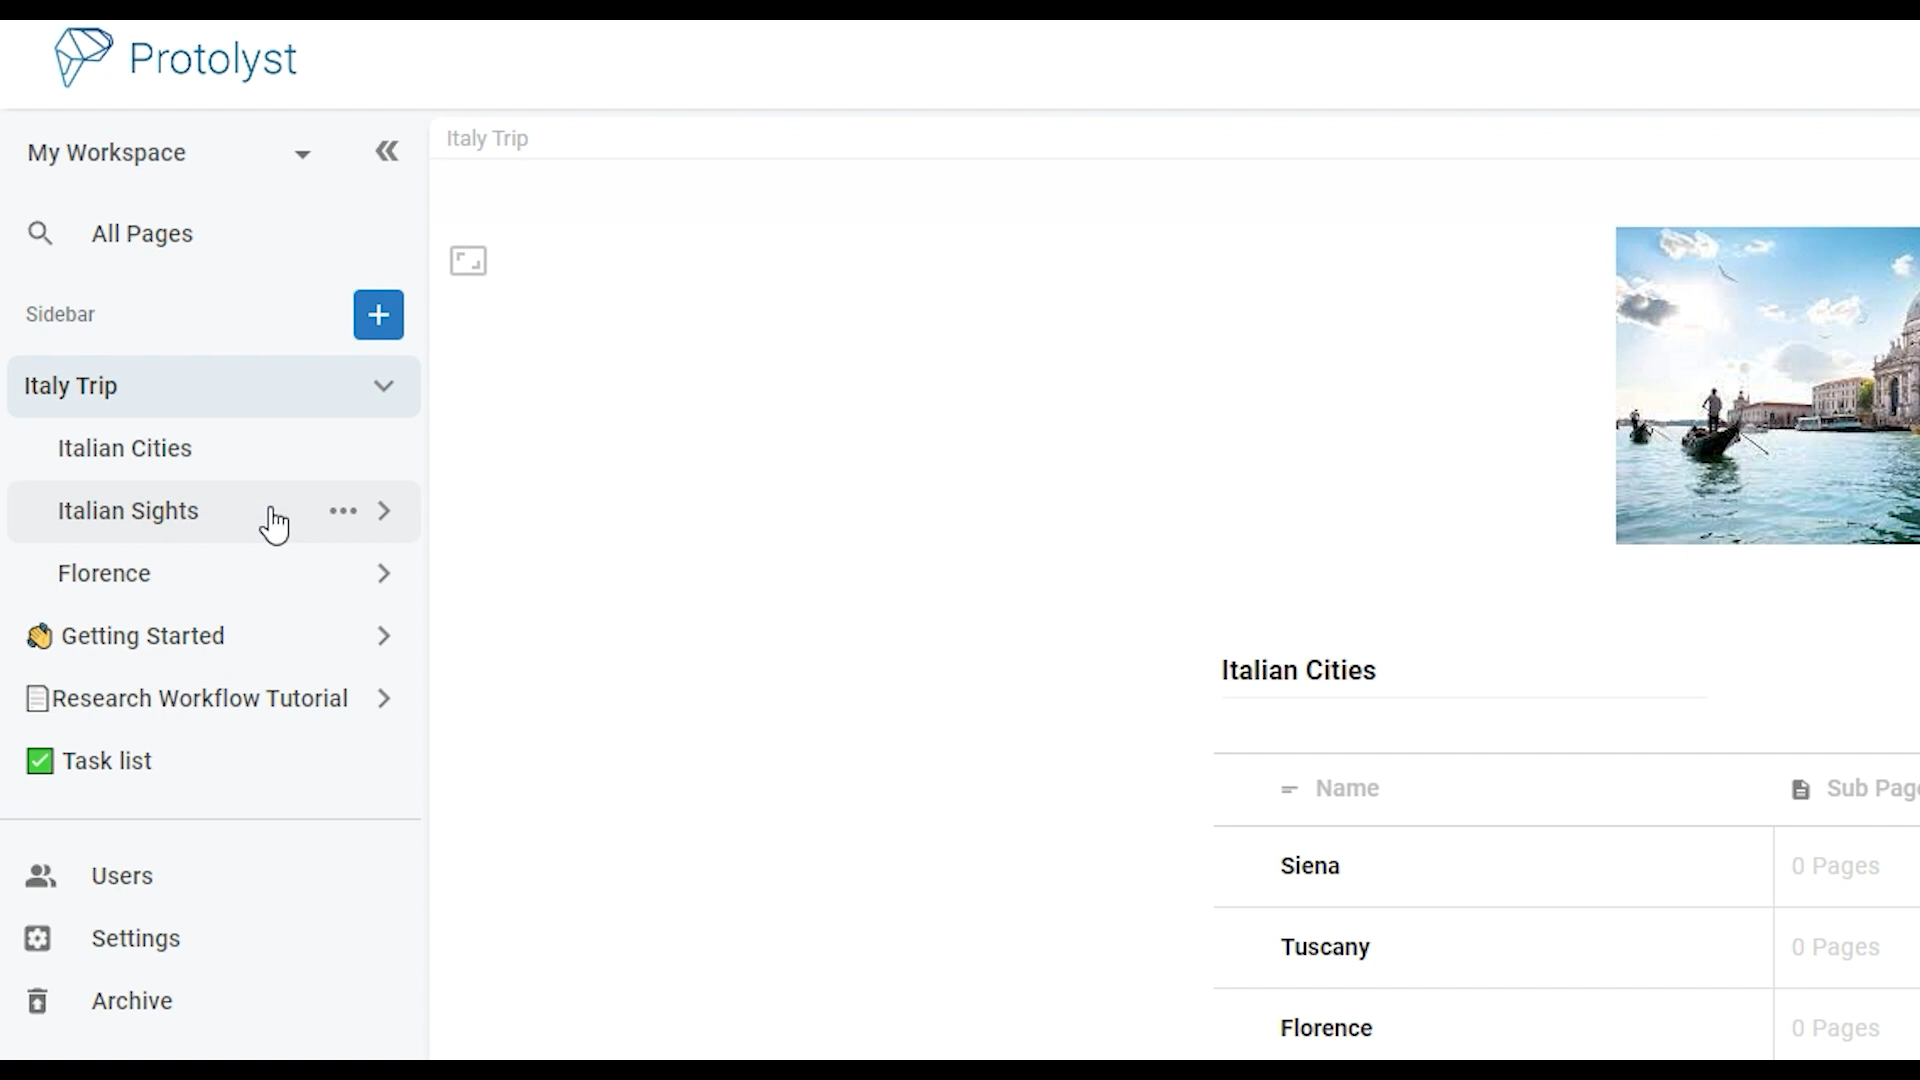 Protolyst
My Workspace
All Pages
Sidebar
Italy Trip
Italian Cities
Italian Sights
Florence
Getting Started
Research Workflow Tutorial
Task list
Users
Settings
Archive
Italy Trip
Italian Cities
Name Sub
Siena 0 Pages
Tuscany 0 Pages
Florence 0 Pages